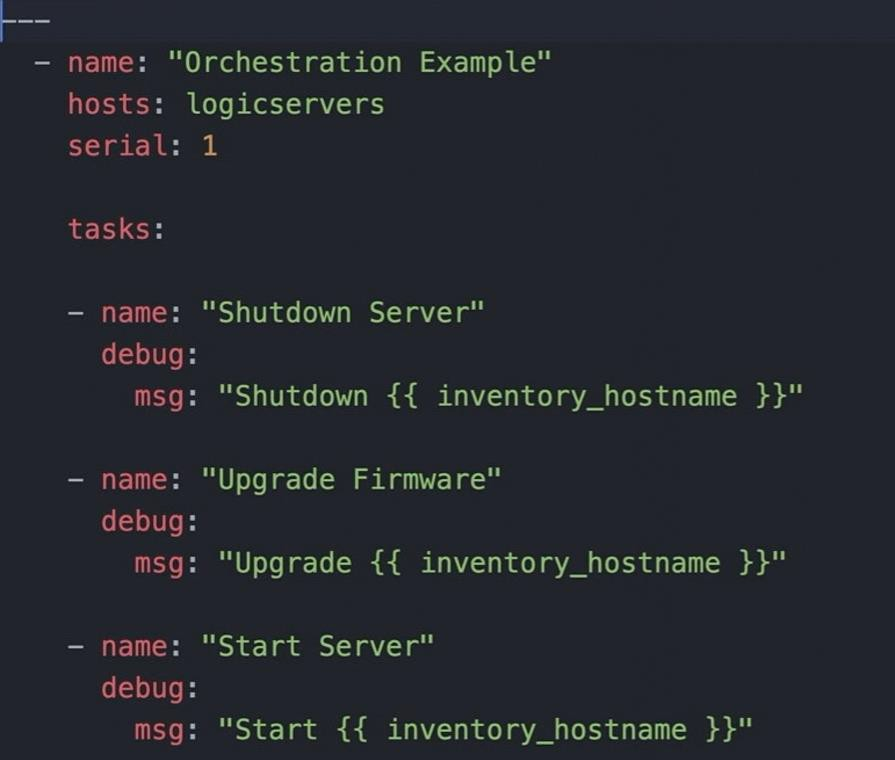 ---
  - name: "Orchestration Example"
    hosts: logicservers
    serial: 1

    tasks:

    - name: "Shutdown Server"
      debug:
        msg: "Shutdown {{ inventory_hostname }}"

    - name: "Upgrade Firmware"
      debug:
        msg: "Upgrade {{ inventory_hostname }}"

    - name: "Start Server"
      debug:
        msg: "Start {{ inventory_hostname }}"